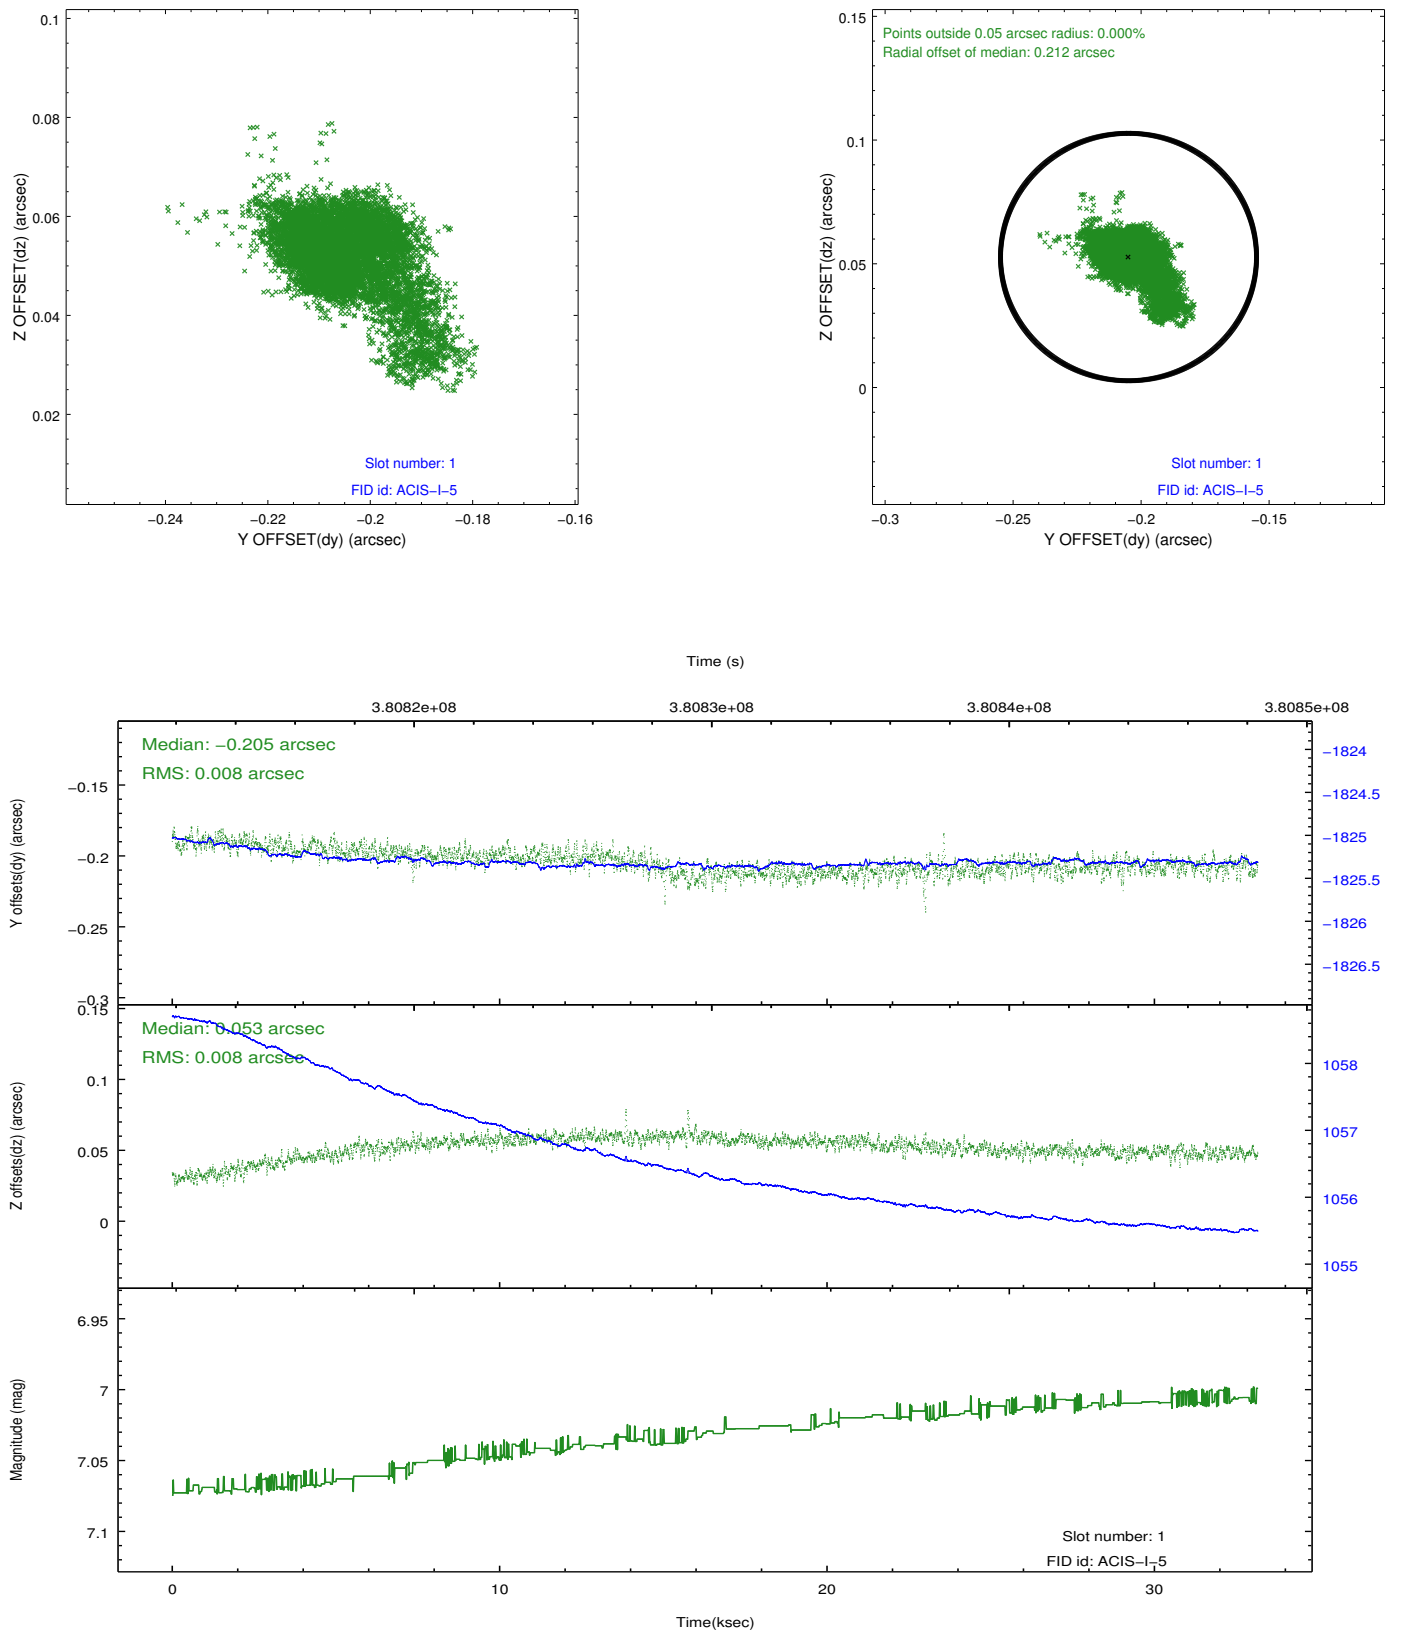 0.1
0.08
0.06
0.04
0.02
Z OFFSET(dz) (arcsec)
Slot number: 1
FID id: ACIS−I−5
−0.24 −0.22 −0.2 −0.18 −0.16
Y OFFSET(dy) (arcsec)
Points outside 0.05 arcsec radius: 0.000%
Radial offset of median: 0.212 arcsec
0.15
0.1
0.05
0
Z OFFSET(dz) (arcsec)
Slot number: 1
FID id: ACIS−I−5
−0.3 −0.25 −0.2 −0.15
Y OFFSET(dy) (arcsec)
Time (s)
3.8082e+08 3.8083e+08 3.8084e+08 3.8085e+08
Median: −0.205 arcsec
RMS: 0.008 arcsec
−0.15
−0.2
−0.25
−0.3
Y offsets(dy) (arcsec)
−1824
−1824.5
−1825
−1825.5
−1826
−1826.5
Median: 0.053 arcsec
RMS: 0.008 arcsec
0.15
0.1
0.05
0
Z offsets(dz) (arcsec)
1058
1057
1056
1055
6.95
7
7.05
7.1
Magnitude (mag)
Slot number: 1
FID id: ACIS−I−5
0 10 20 30
Time(ksec)